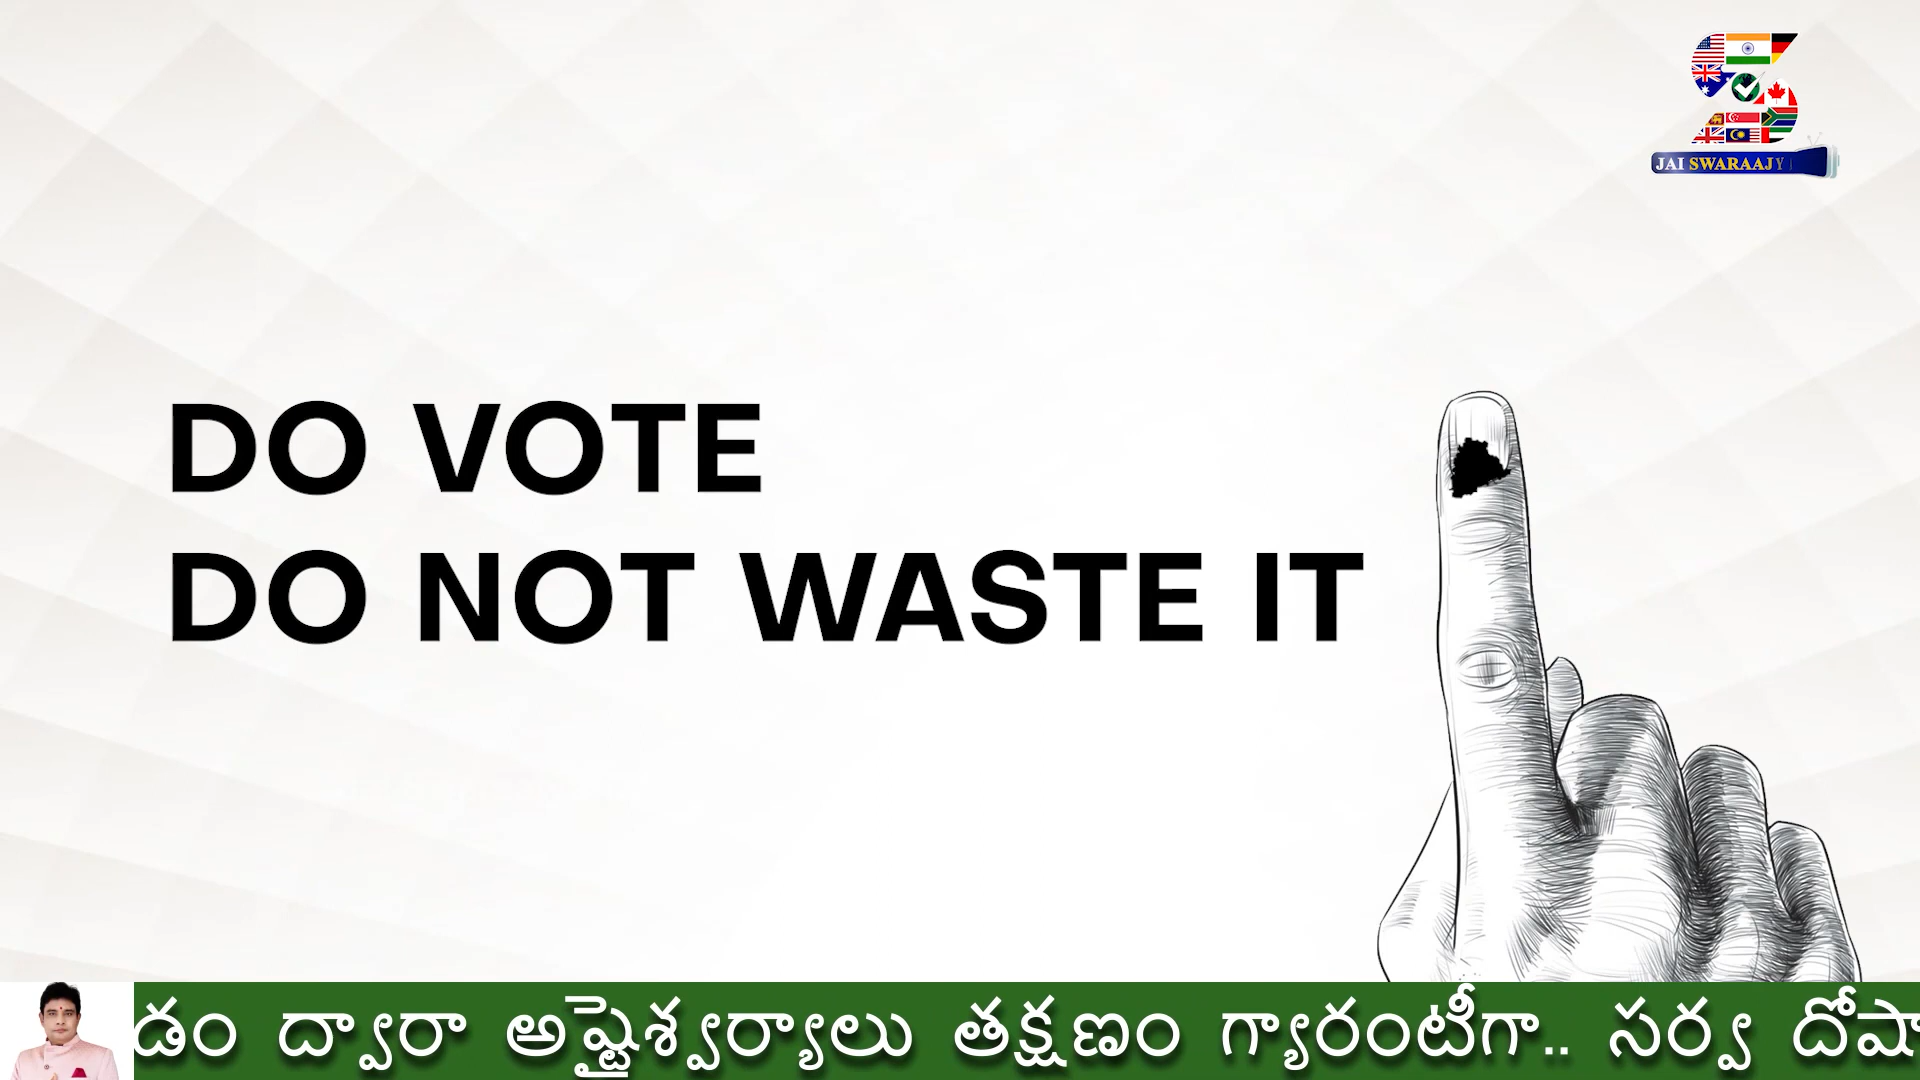 JAI SWARAAJY
DO VOTE
DO NOT WASTE IT
డం ద్వారా అష్టైశ్వర్యాలు తక్షణం గ్యారంటీగా.. సర్వ దోషా